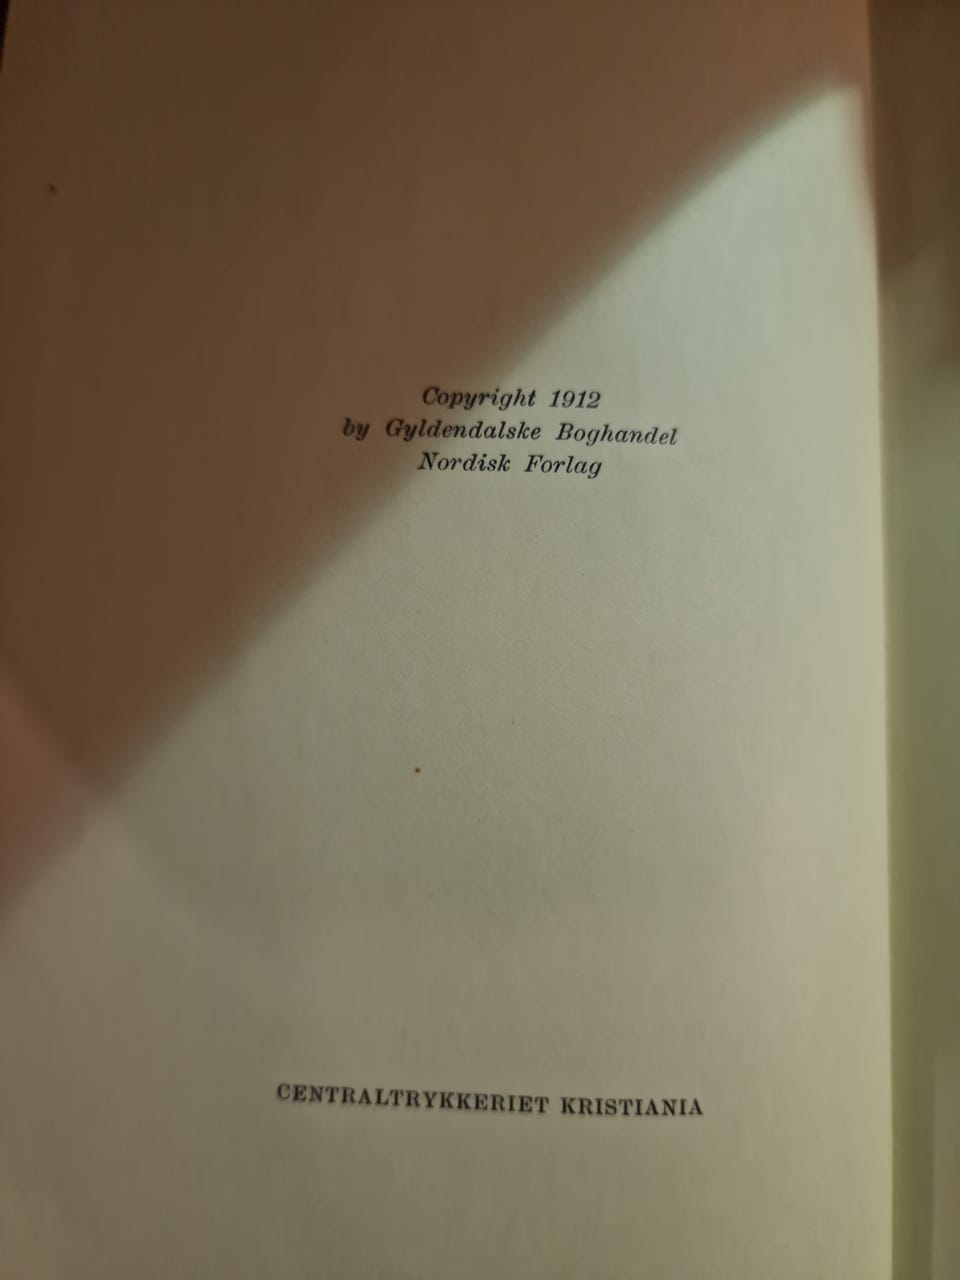 Copyright 1912
by Gyldendalske Boghandel
Nordisk Forlag
CENTRALTRYKKERIET KRISTIANIA